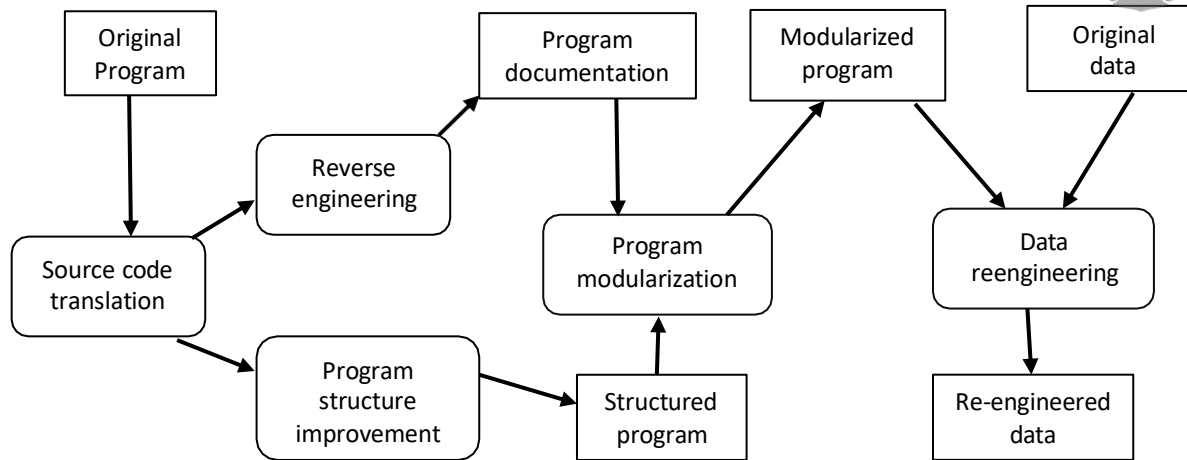 Original
Program
Program
documentation
Modularized
program
Original
data
Reverse
engineering
Source code
translation
Program
modularization
Data
reengineering
Program
structure
improvement
Structured
program
Re-engineered
data